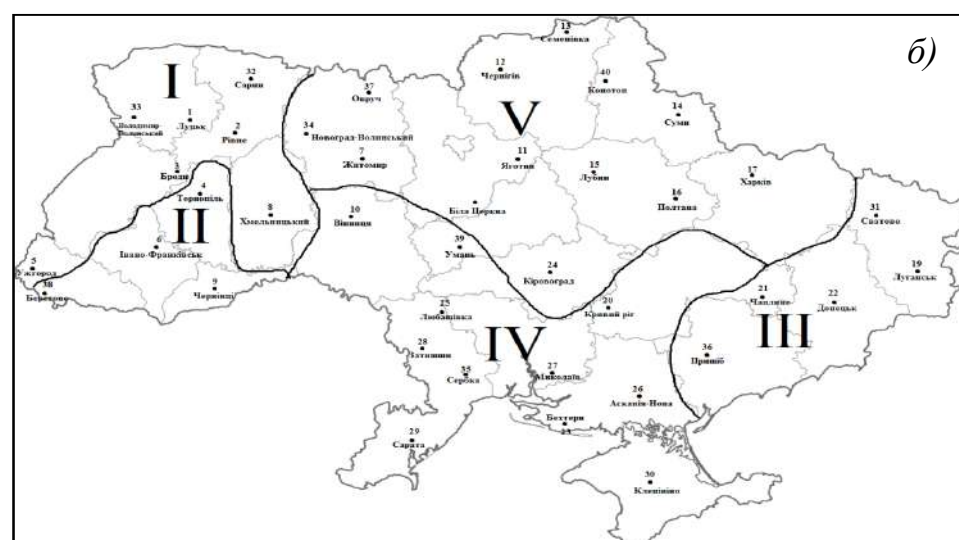 б)
13
Семенівка
I
32
Сарни
37
Овруч
12
Чернігів
40
Конотоп
33
Володимир-
Волинський
1
Луцьк
2
Рівне
34
Новоград-Волинський
V
14
Суми
7
Житомир
11
Яготин
15
Лубни
17
Харків
3
Броди
4
Тернопіль
16
Полтава
II
8
Хмельницький
10
Вінниця
Біла Церква
31
Сватово
6
Івано-Франківськ
39
Умань
5
Ужгород
38
Берегово
9
Чернівці
24
Кіровоград
19
Луганськ
25
Любашівка
20
Кривий ріг
21
Чаплине
22
Донецьк
IV
III
28
Затишшя
35
Сербка
27
Миколаїв
36
Пришиб
26
Асканія-Нова
Бехтери
23
29
Сарата
30
Клепініно